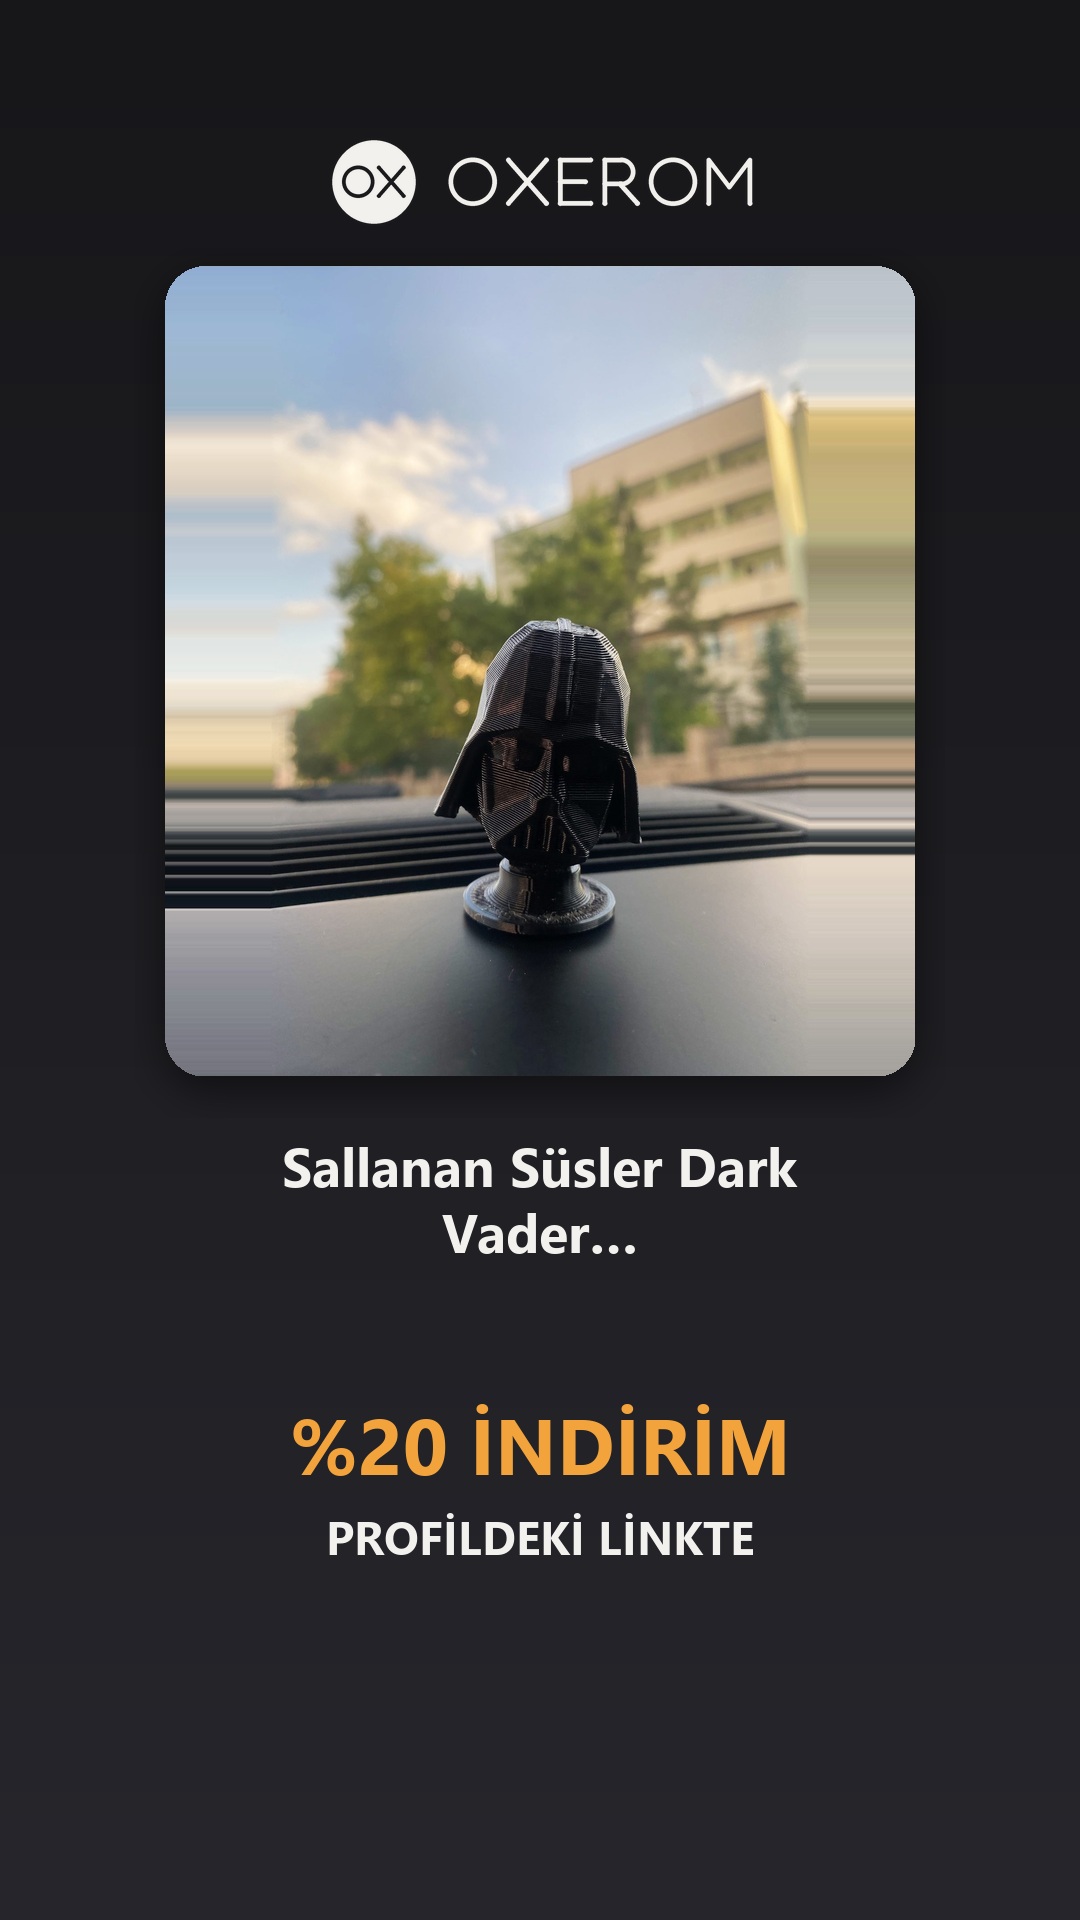 OX OXEROM
Sallanan Süsler Dark
Vader...
%20 İNDİRİM
PROFİLDEKİ LİNKTE